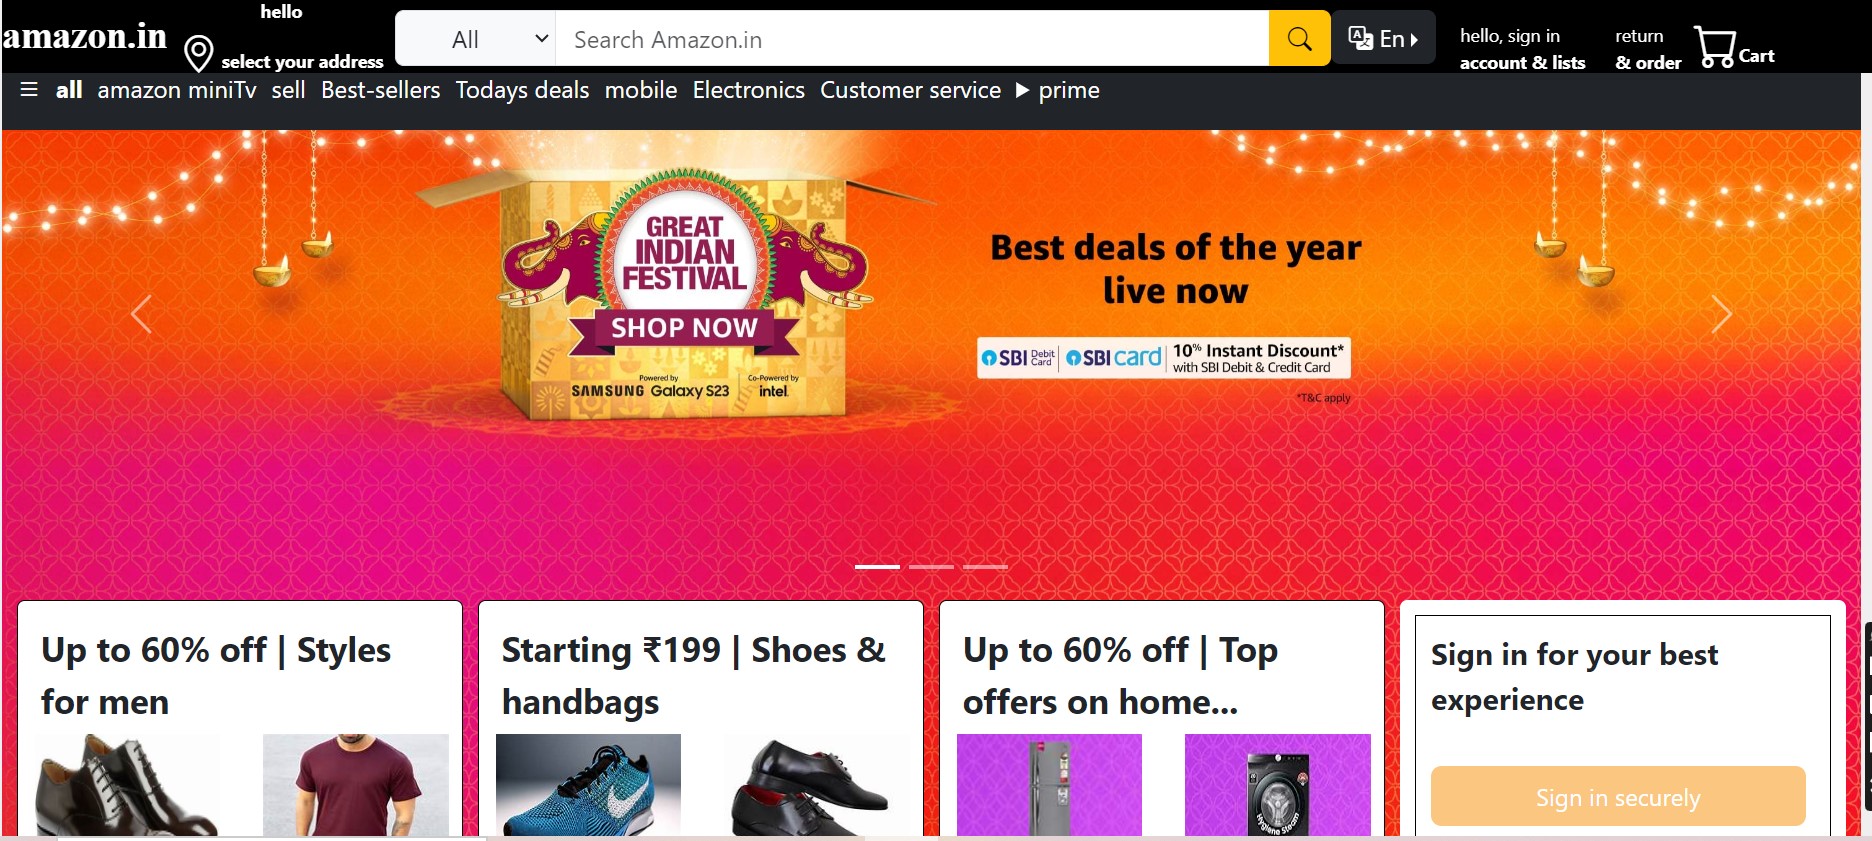 hello
amazon.in
select your address
All
Search Amazon.in
En
hello, sign in
account & lists
return
& order
Cart
all amazon miniTv sell Best-sellers Todays deals mobile Electronics Customer service prime
GREAT
INDIAN
FESTIVAL
SHOP NOW
Powered by
SAMSUNG Galaxy S23
Co-Powered by
intel
Best deals of the year
live now
SBI Debit Card
SBI card
10% Instant Discount*
with SBI Debit & Credit Card
*T&C apply
Up to 60% off | Styles
for men
Starting ₹199 | Shoes &
handbags
Up to 60% off | Top
offers on home...
Sign in for your best
experience
Hygiene Steam
Sign in securely